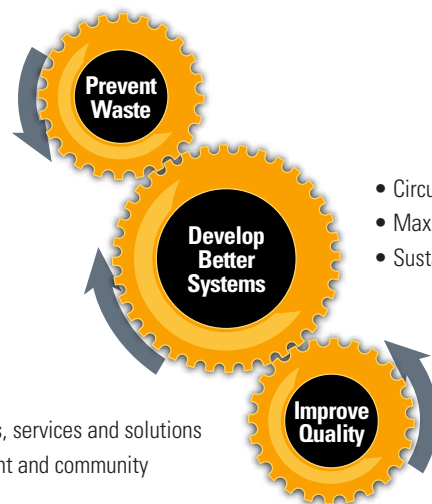 Prevent
Waste
• Circu
• Max
• Sust
Develop
Better
Systems
s, services and solutions
nt and community
Improve
Quality